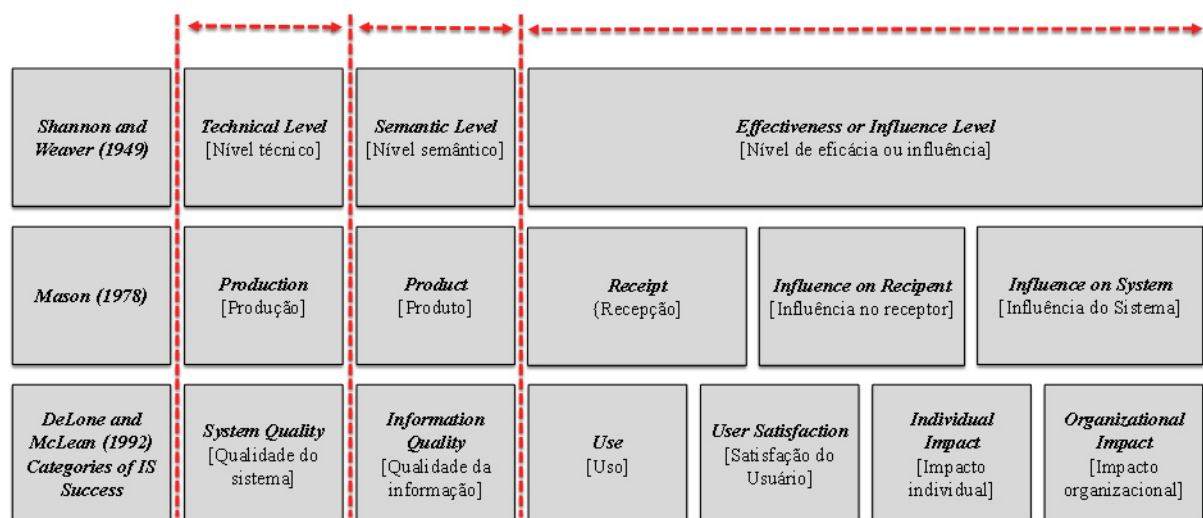 Shannon and
Weaver (1949)
Technical Level
[Nível técnico]
Semantic Level
[Nível semântico]
Effectiveness or Influence Level
[Nível de eficácia ou influência]
Mason (1978)
Production
[Produção]
Product
[Produto]
Receipt
{Recepção]
Influence on Recipent
[Influência no receptor]
Influence on System
[Influência do Sistema]
DeLone and
McLean (1992)
Categories of IS
Success
System Quality
[Qualidade do
sistema]
Information
Quality
[Qualidade da
informação]
Use
[Uso]
User Satisfaction
[Satisfação do
Usuário]
Individual
Impact
[Impacto
individual]
Organizational
Impact
[Impacto
organizacional]